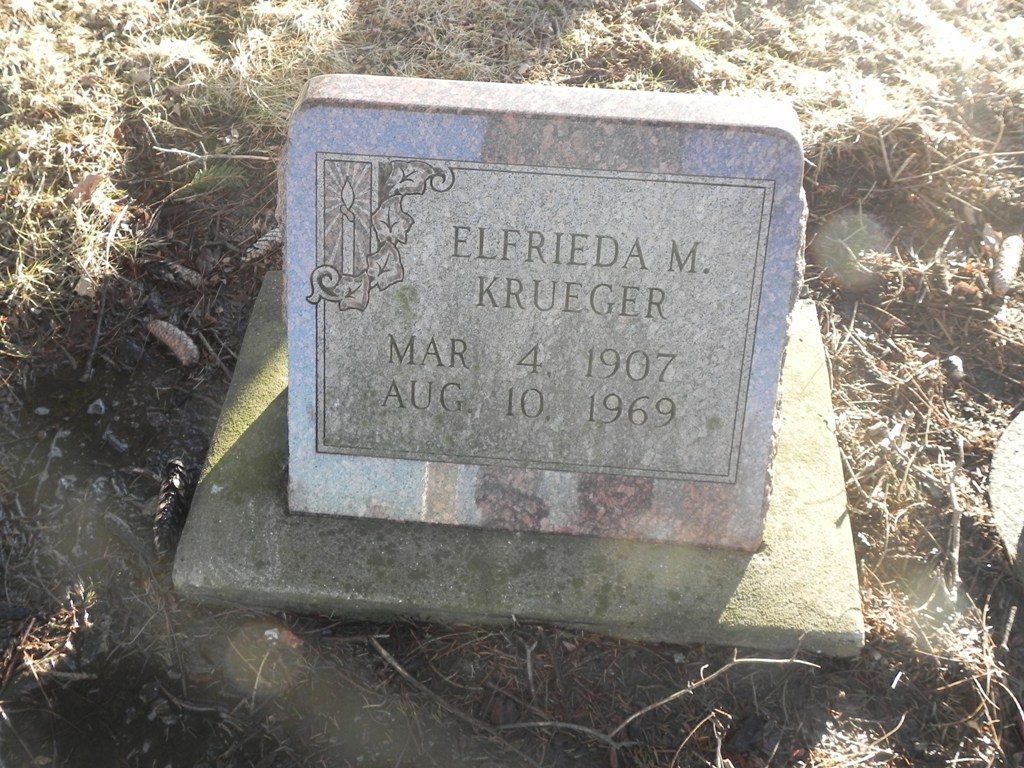 ELFRIEDA M.
KRUEGER
MAR 4, 1907
AUG. 10, 1969